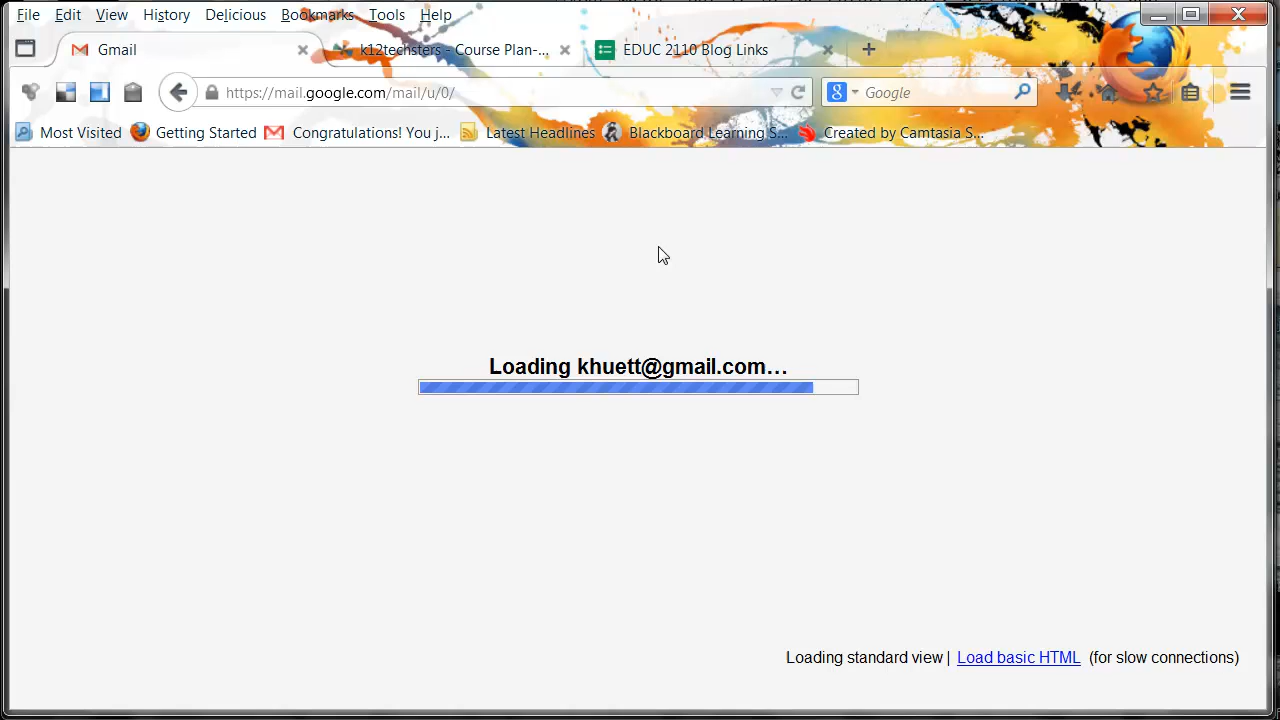 File Edit View History Delicious Bookmarks Tools Help
Gmail k12techsters - Course Plan-... EDUC 2110 Blog Links
https://mail.google.com/mail/u/0/ Google
Most Visited Getting Started Congratulations! You j... Latest Headlines Blackboard Learning S... Created by Camtasia S...
Loading khuett@gmail.com...
Loading standard view | Load basic HTML (for slow connections)